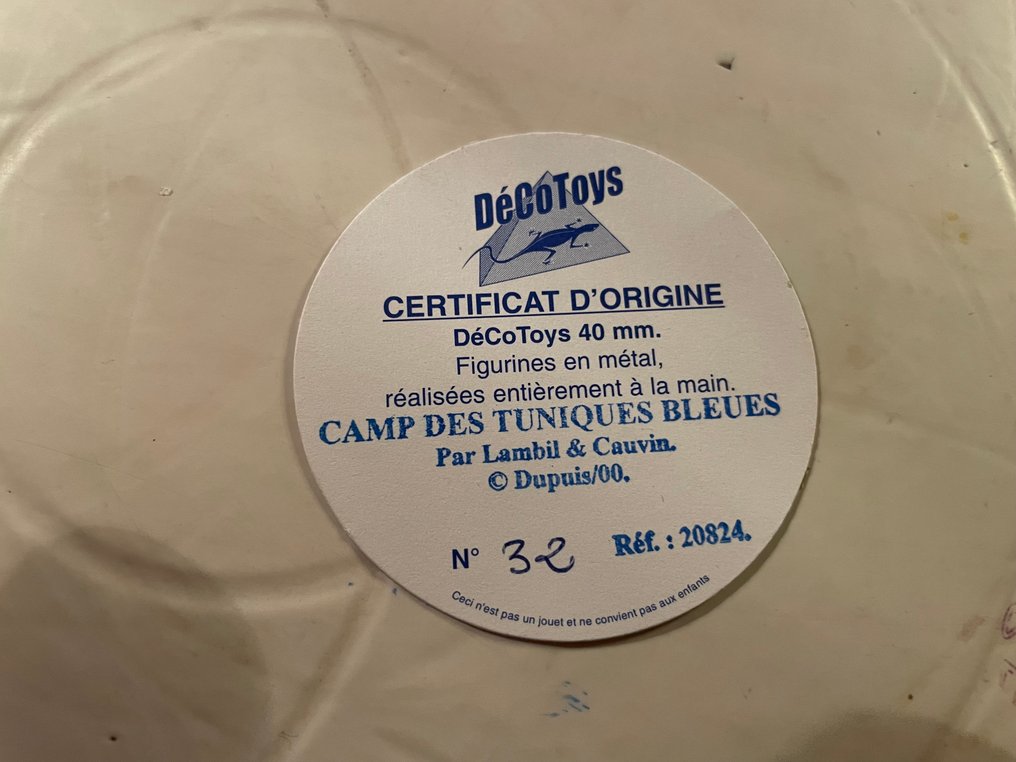 DéCoToys
CERTIFICAT D'ORIGINE
DéCoToys 40 mm.
Figurines en métal,
réalisées entièrement à la main.
CAMP DES TUNIQUES BLEUES
Par Lambil & Cauvin.
© Dupuis/00.
N° 32 Réf. : 20824.
Ceci n'est pas un jouet et ne convient pas aux enfants